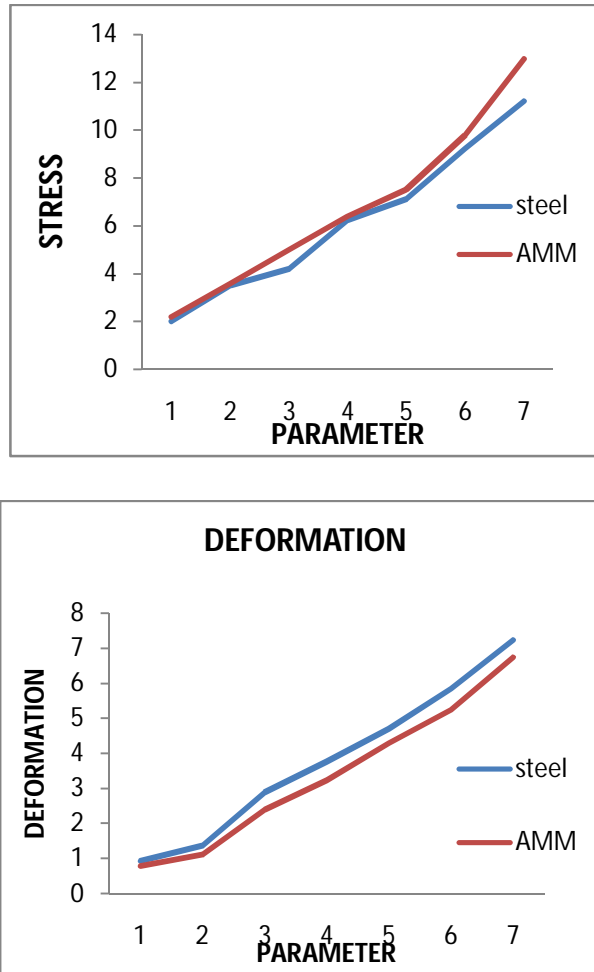 14
12
10
8
6
4
2
0
STRESS
steel
AMM
1 2 3 4 5 6 7
PARAMETER
DEFORMATION
8
7
6
5
4
3
2
1
0
DEFORMATION
steel
AMM
1 2 3 4 5 6 7
PARAMETER